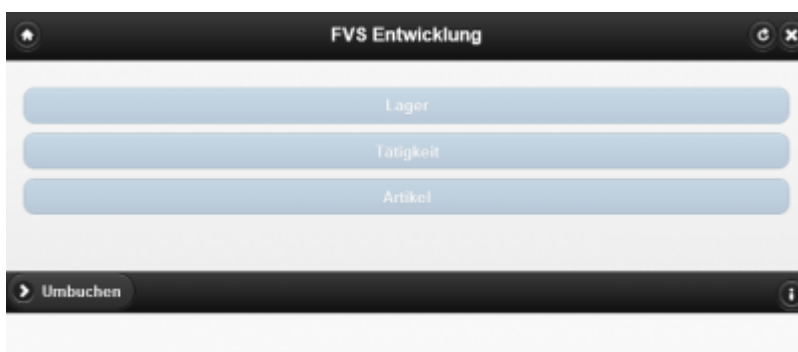 FVS Entwicklung
Lager
Tätigkeit
Artikel
Umbuchen